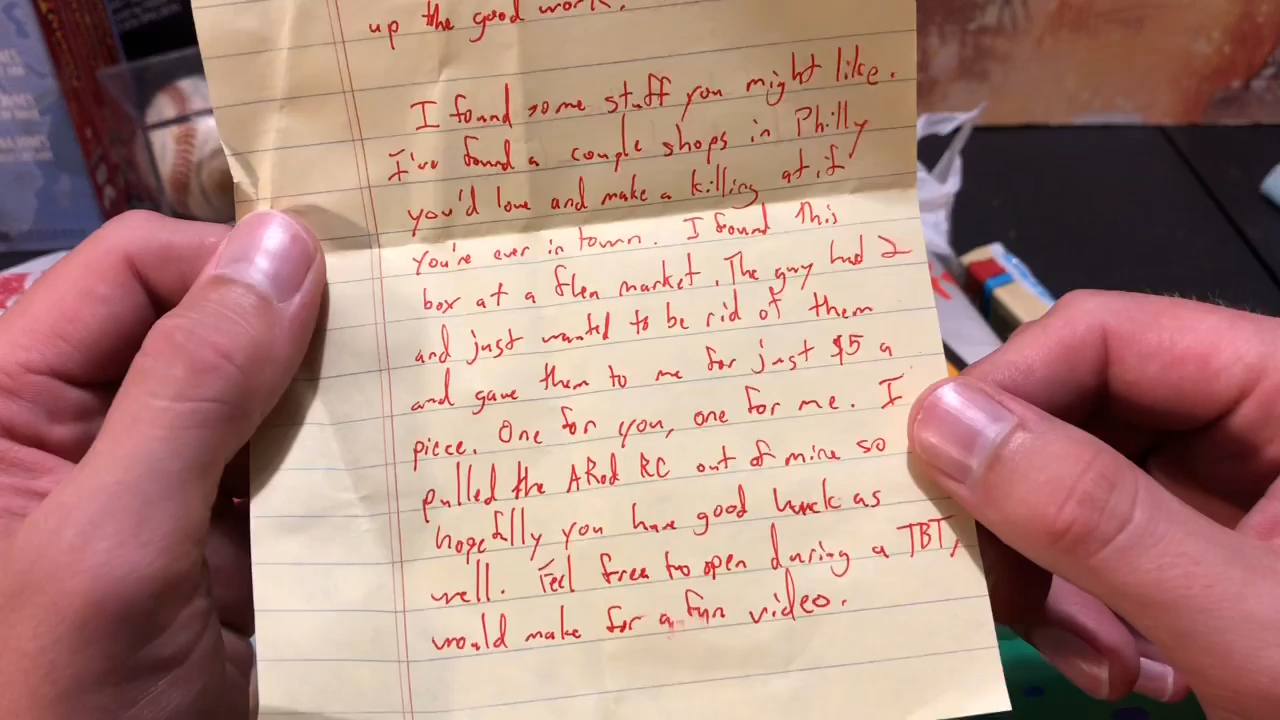 up the good work.
I found some stuff you might like.
I've found a couple shops in Philly
you'd love and make a killing at if
you're ever in town. I found this
box at a flea market. The guy had 2
and just wanted to be rid of them
and gave them to me for just $5 a
piece. One for you, one for me. I
pulled the ARod RC out of mine so
hopefully you have good luck as
well. Feel free to open during a TBT,
would make for a fun video.